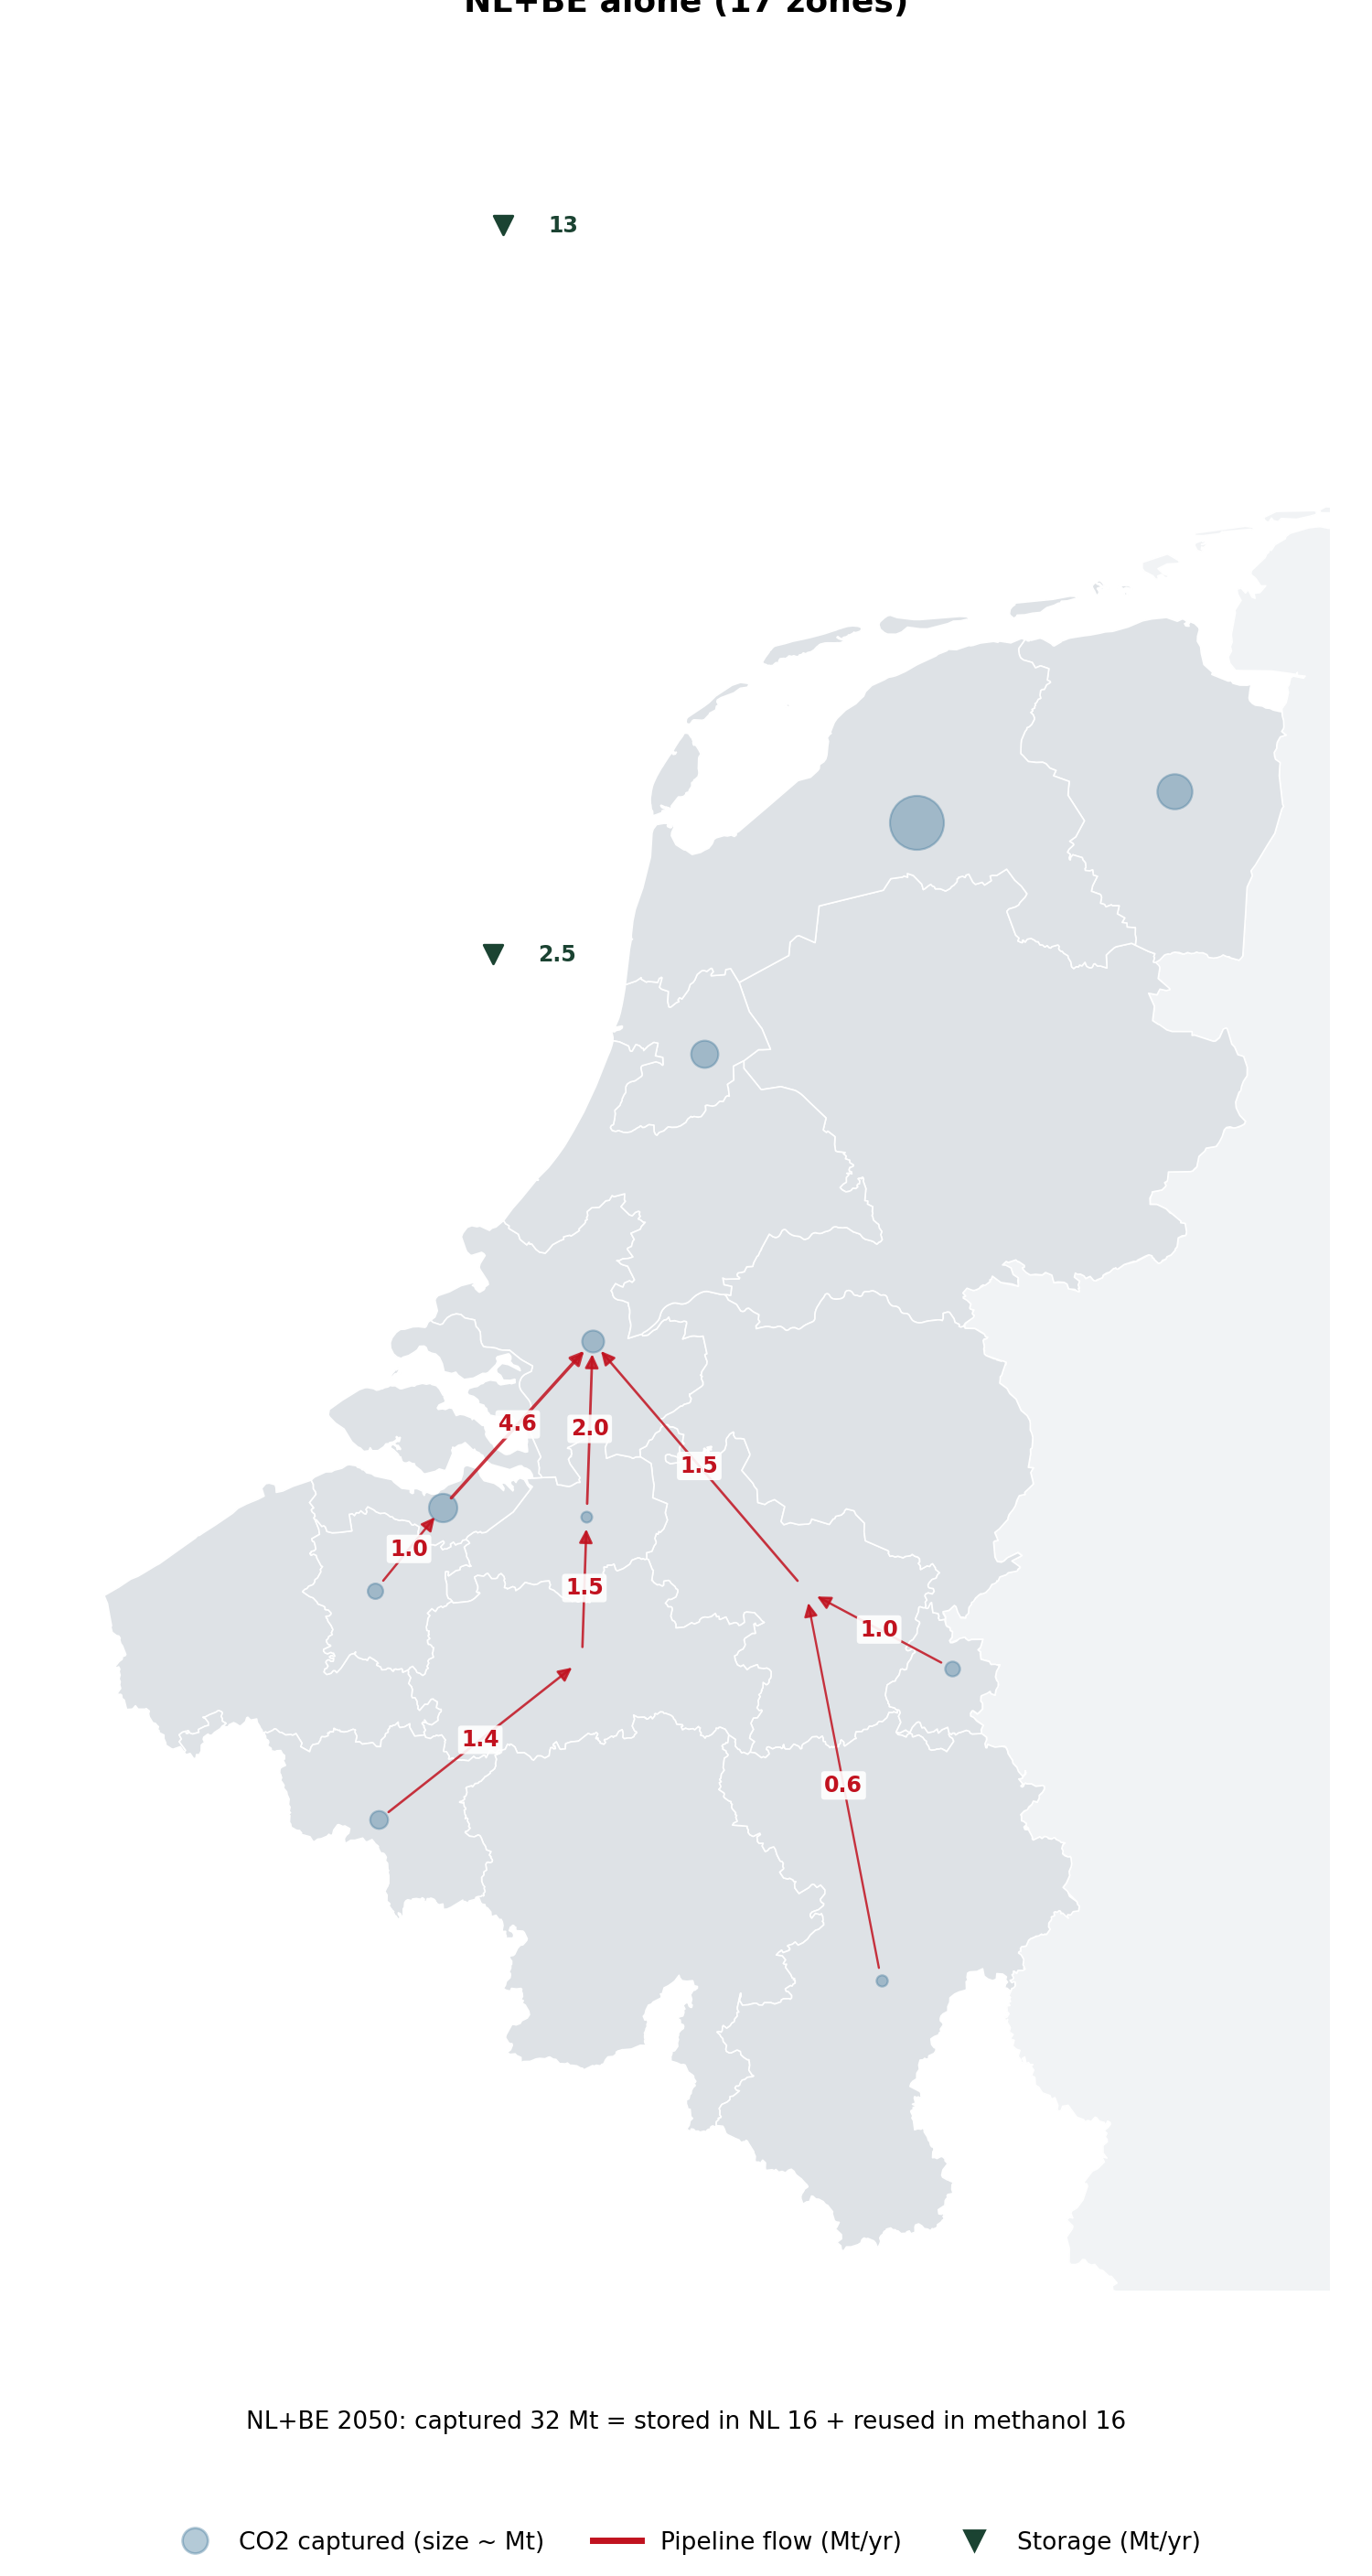 NL+BE alone (17 zones)
13
2.5
4.6
2.0
1.5
1.0
1.5
1.0
1.4
0.6
NL+BE 2050: captured 32 Mt = stored in NL 16 + reused in methanol 16
CO2 captured (size ~ Mt)
Pipeline flow (Mt/yr)
Storage (Mt/yr)